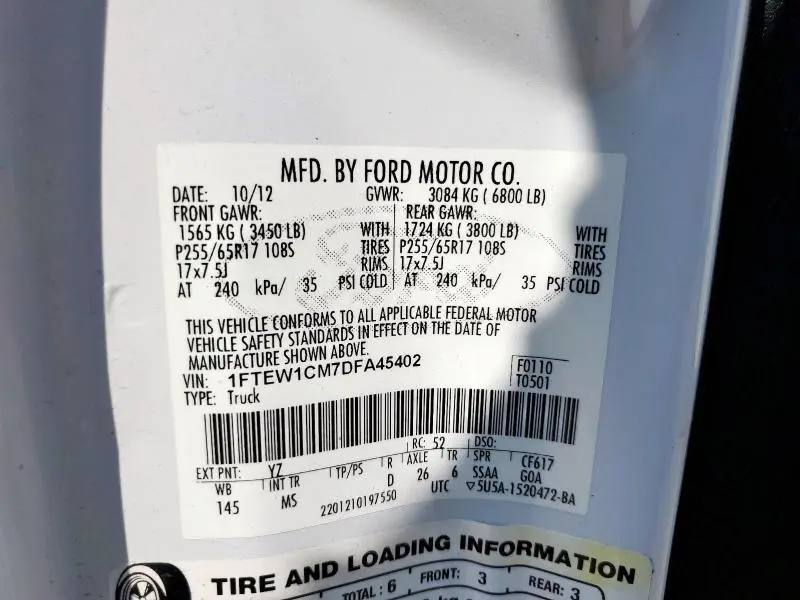 MFD. BY FORD MOTOR CO.
DATE: 10/12 GVWR: 3084 KG ( 6800 LB)
FRONT GAWR: REAR GAWR:
1565 KG ( 3450 LB) WITH 1724 KG ( 3800 LB) WITH
P255/65R17 108S TIRES P255/65R17 108S TIRES
17x7.5J RIMS 17x7.5J RIMS
AT 240 kPa/ 35 PSI COLD AT 240 kPa/ 35 PSI COLD
THIS VEHICLE CONFORMS TO ALL APPLICABLE FEDERAL MOTOR
VEHICLE SAFETY STANDARDS IN EFFECT ON THE DATE OF
MANUFACTURE SHOWN ABOVE.
VIN: 1FTEW1CM7DFA45402 F0110
TYPE: Truck T0501
RC: 52 DSO:
EXT PNT: YZ
WB INT TR TP/PS R AXLE TR SPR CF617
145 MS D 26 6 SSAA GOA
2201210197550 UTC ▽5U5A-1520472-BA
TIRE AND LOADING INFORMATION
TOTAL: 6 FRONT: 3 REAR: 3